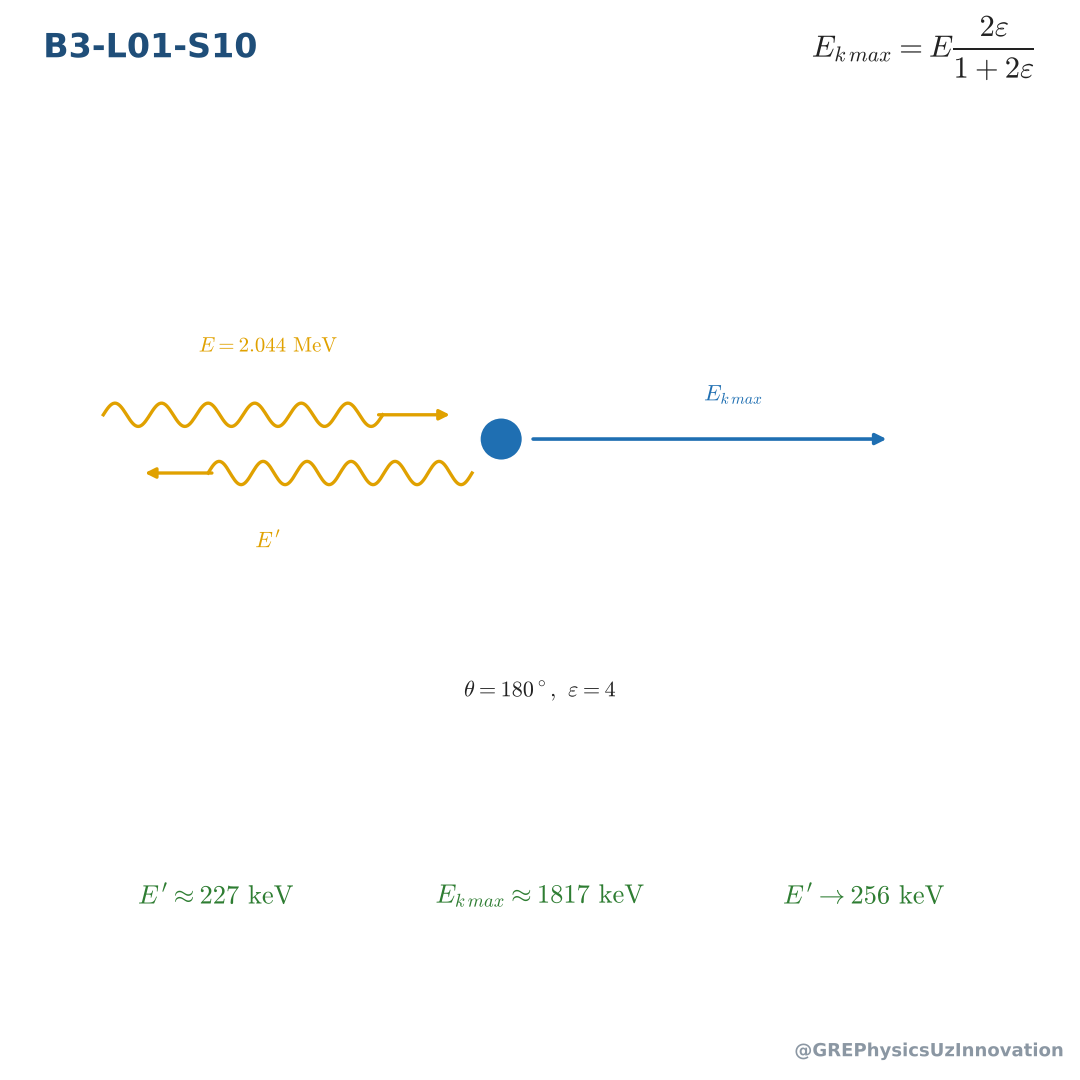 B3-L01-S10
E_{k max} = E \frac{2ε}{1 + 2ε}
E = 2.044 MeV
E_{k max}
E′
θ = 180°, ε = 4
E′ ≈ 227 keV
E_{k max} ≈ 1817 keV
E′ → 256 keV
@GREPhysicsUzInnovation